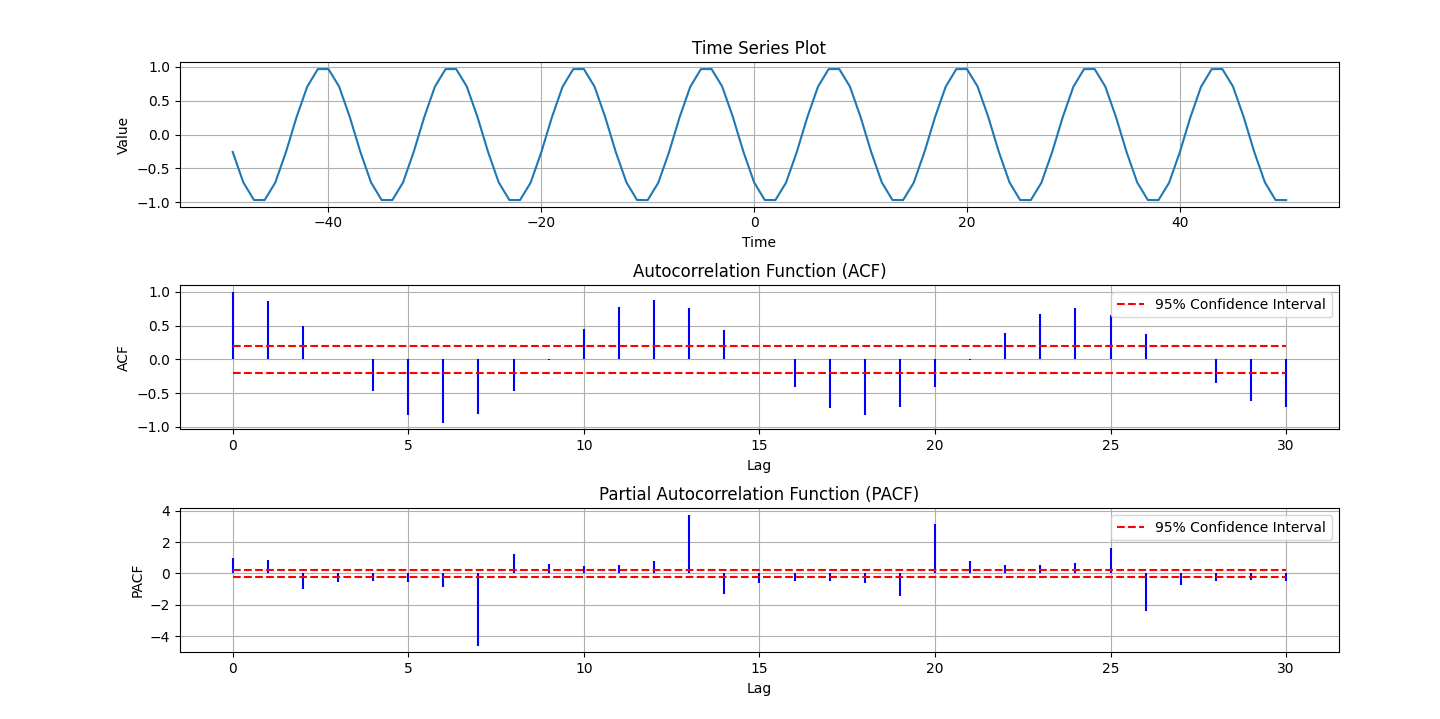 Time Series Plot
1.0
0.5
0.0
−0.5
−1.0
Value
−40 −20 0 20 40
Time
Autocorrelation Function (ACF)
1.0
0.5
0.0
−0.5
−1.0
ACF
95% Confidence Interval
0 5 10 15 20 25 30
Lag
Partial Autocorrelation Function (PACF)
4
2
0
−2
−4
PACF
95% Confidence Interval
0 5 10 15 20 25 30
Lag